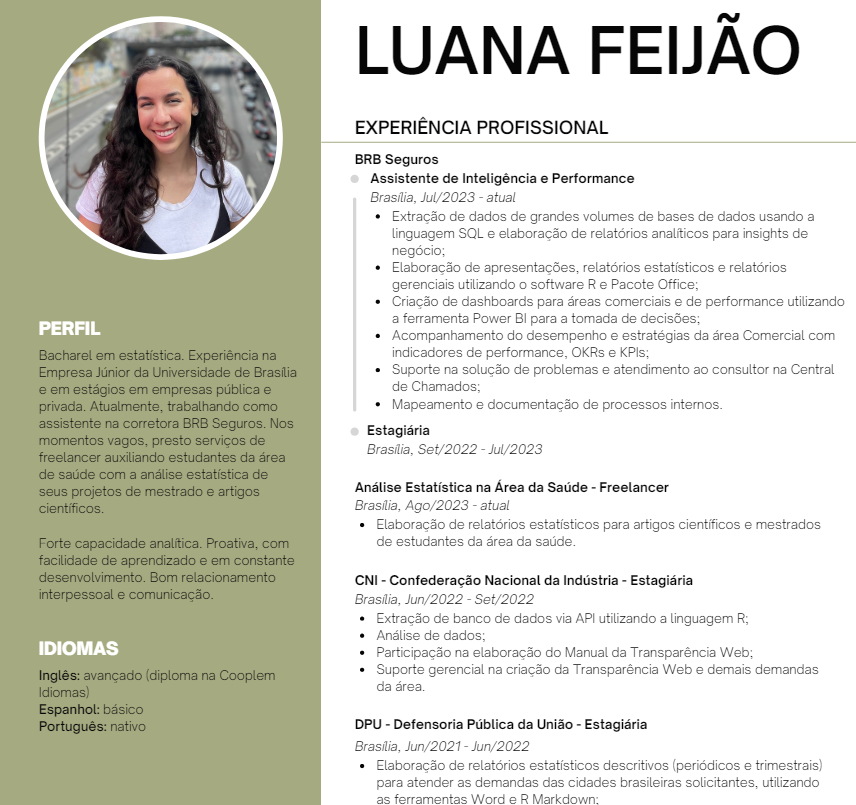 LUANA FEIJÃO
EXPERIÊNCIA PROFISSIONAL
BRB Seguros
Assistente de Inteligência e Performance
Brasília, Jul/2023 - atual
• Extração de dados de grandes volumes de bases de dados usando a
linguagem SQL e elaboração de relatórios analíticos para insights de
negócio;
• Elaboração de apresentações, relatórios estatísticos e relatórios
gerenciais utilizando o software R e Pacote Office;
• Criação de dashboards para áreas comerciais e de performance utilizando
a ferramenta Power BI para a tomada de decisões;
• Acompanhamento do desempenho e estratégias da área Comercial com
indicadores de performance, OKRs e KPIs;
• Suporte na solução de problemas e atendimento ao consultor na Central
de Chamados;
• Mapeamento e documentação de processos internos.
Estagiária
Brasília, Set/2022 - Jul/2023
Análise Estatística na Área da Saúde - Freelancer
Brasília, Ago/2023 - atual
• Elaboração de relatórios estatísticos para artigos científicos e mestrados
de estudantes da área da saúde.
CNI - Confederação Nacional da Indústria - Estagiária
Brasília, Jun/2022 - Set/2022
• Extração de banco de dados via API utilizando a linguagem R;
• Análise de dados;
• Participação na elaboração do Manual da Transparência Web;
• Suporte gerencial na criação da Transparência Web e demais demandas
da área.
DPU - Defensoria Pública da União - Estagiária
Brasília, Jun/2021 - Jun/2022
• Elaboração de relatórios estatísticos descritivos (periódicos e trimestrais)
para atender as demandas das cidades brasileiras solicitantes, utilizando
as ferramentas Word e R Markdown;
PERFIL
Bacharel em estatística. Experiência na
Empresa Júnior da Universidade de Brasília
e em estágios em empresas pública e
privada. Atualmente, trabalhando como
assistente na corretora BRB Seguros. Nos
momentos vagos, presto serviços de
freelancer auxiliando estudantes da área
de saúde com a análise estatística de
seus projetos de mestrado e artigos
científicos.
Forte capacidade analítica. Proativa, com
facilidade de aprendizado e em constante
desenvolvimento. Bom relacionamento
interpessoal e comunicação.
IDIOMAS
Inglês: avançado (diploma na Cooplem
Idiomas)
Espanhol: básico
Português: nativo